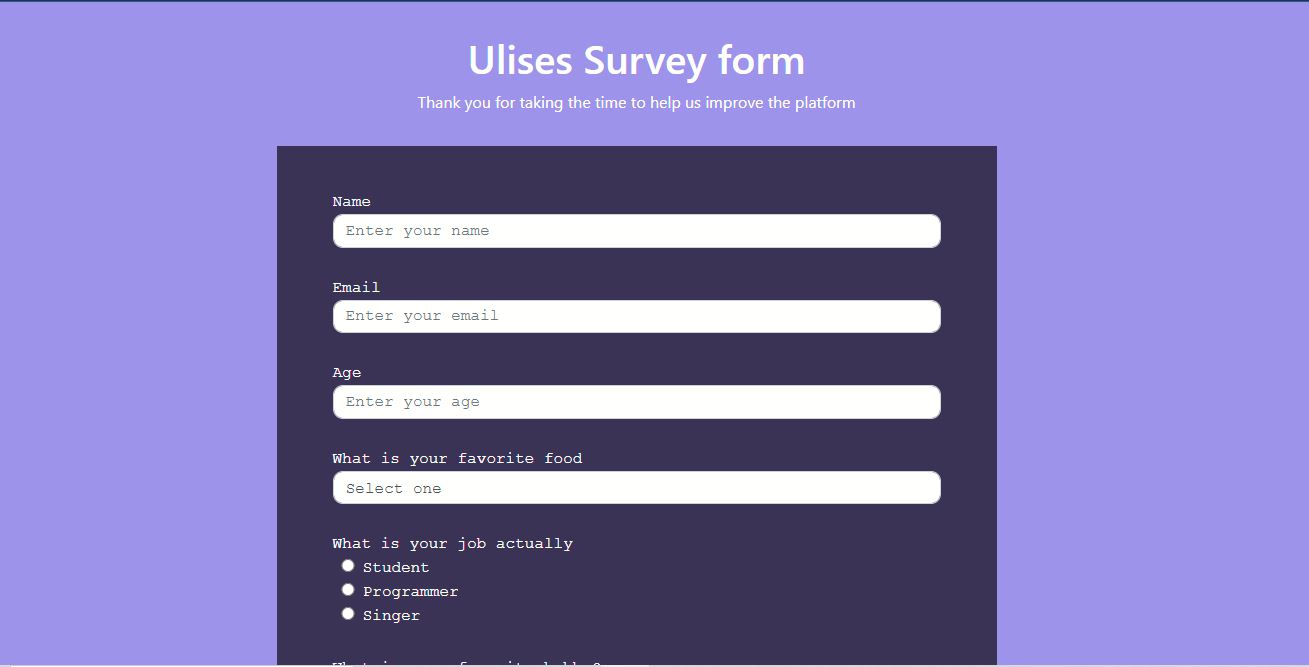 Ulises Survey form
Thank you for taking the time to help us improve the platform
Name
Enter your name
Email
Enter your email
Age
Enter your age
What is your favorite food
Select one
What is your job actually
Student
Programmer
Singer